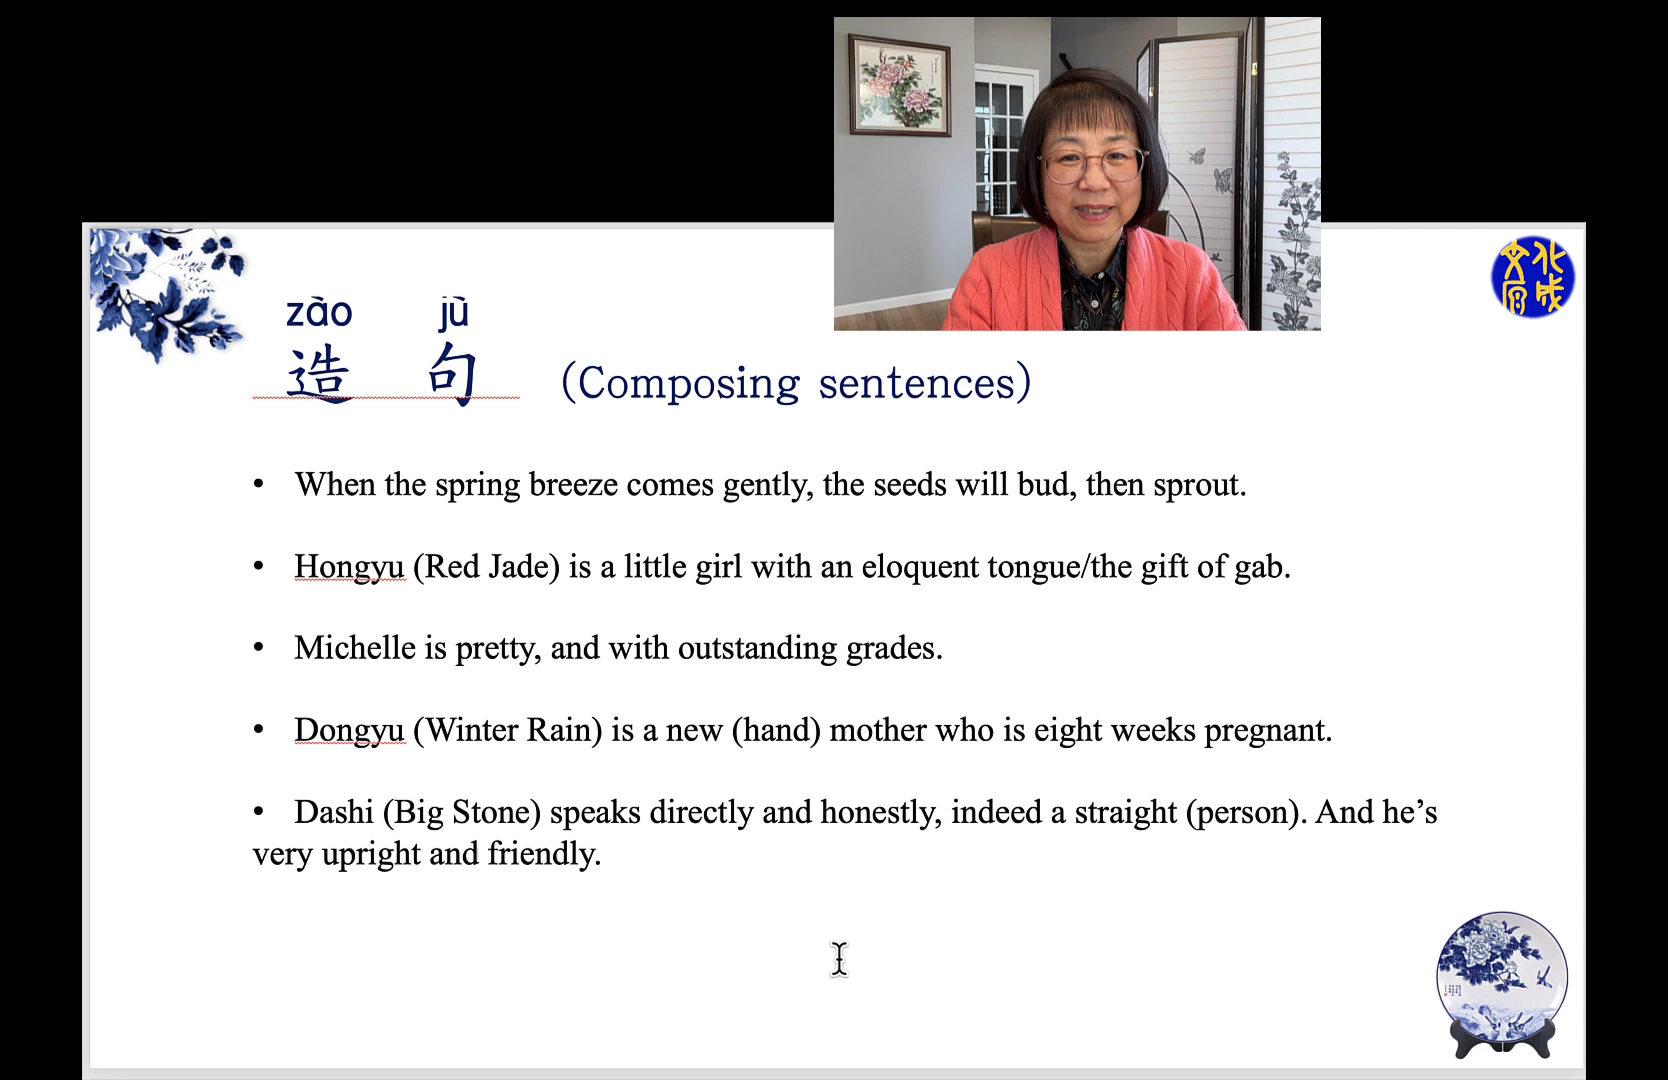 zào jù
造 句 (Composing sentences)
• When the spring breeze comes gently, the seeds will bud, then sprout.
• Hongyu (Red Jade) is a little girl with an eloquent tongue/the gift of gab.
• Michelle is pretty, and with outstanding grades.
• Dongyu (Winter Rain) is a new (hand) mother who is eight weeks pregnant.
• Dashi (Big Stone) speaks directly and honestly, indeed a straight (person). And he’s
very upright and friendly.